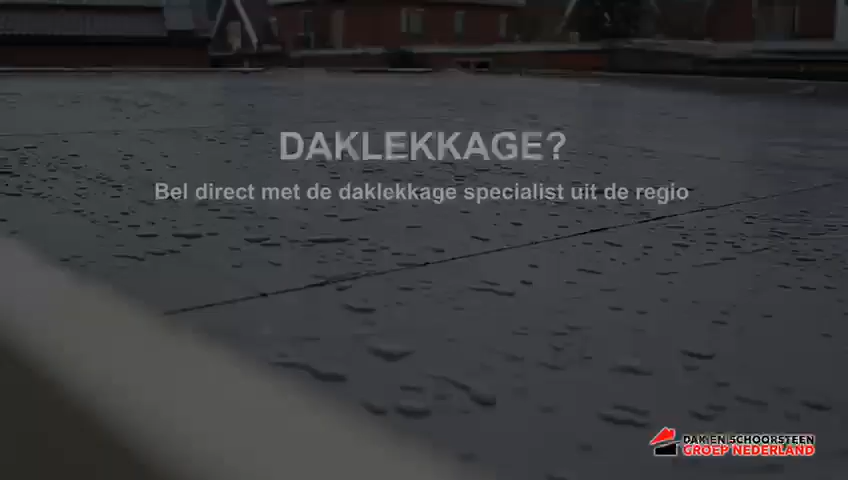 DAKLEKKAGE?
Bel direct met de daklekkage specialist uit de regio
DAK EN SCHOORSTEEN
GROEP NEDERLAND